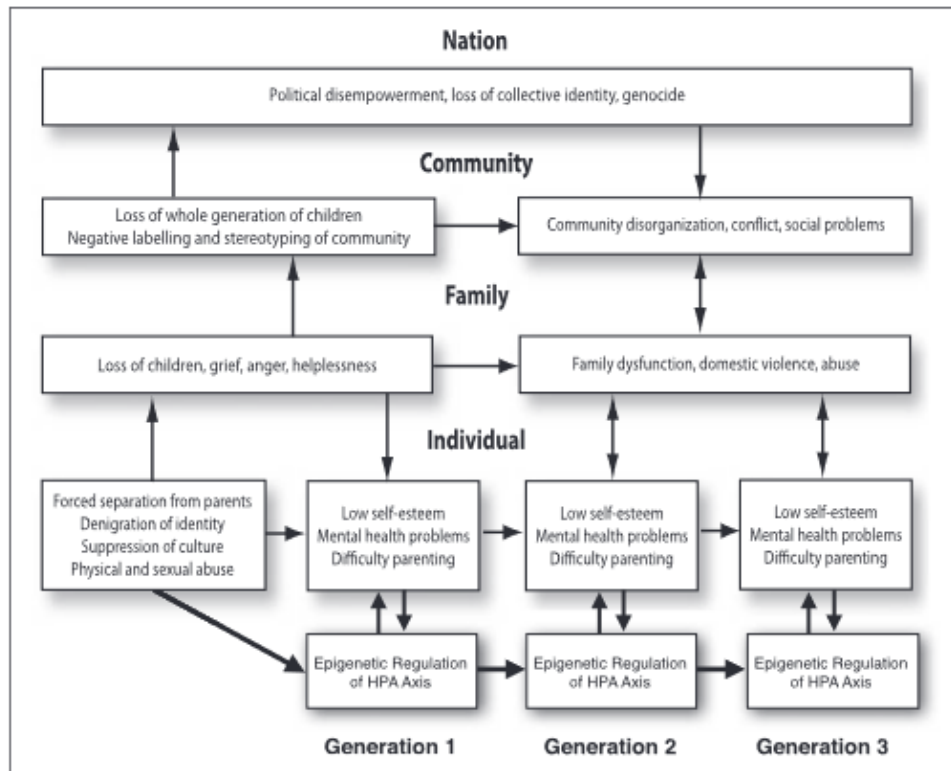 Nation
Political disempowerment, loss of collective identity, genocide
Community
Loss of whole generation of children
Negative labelling and stereotyping of community
Community disorganization, conflict, social problems
Family
Loss of children, grief, anger, helplessness
Family dysfunction, domestic violence, abuse
Individual
Forced separation from parents
Denigration of identity
Suppression of culture
Physical and sexual abuse
Low self-esteem
Mental health problems
Difficulty parenting
Low self-esteem
Mental health problems
Difficulty parenting
Low self-esteem
Mental health problems
Difficulty parenting
Epigenetic Regulation
of HPA Axis
Epigenetic Regulation
of HPA Axis
Epigenetic Regulation
of HPA Axis
Generation 1
Generation 2
Generation 3